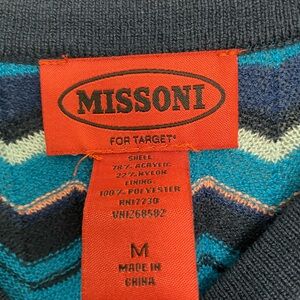 MISSONI
FOR TARGET*
SHELL
78% ACRYLIC
22% NYLON
LINING
100% POLYESTER
RN17730
VN1268582
M
MADE IN
CHINA